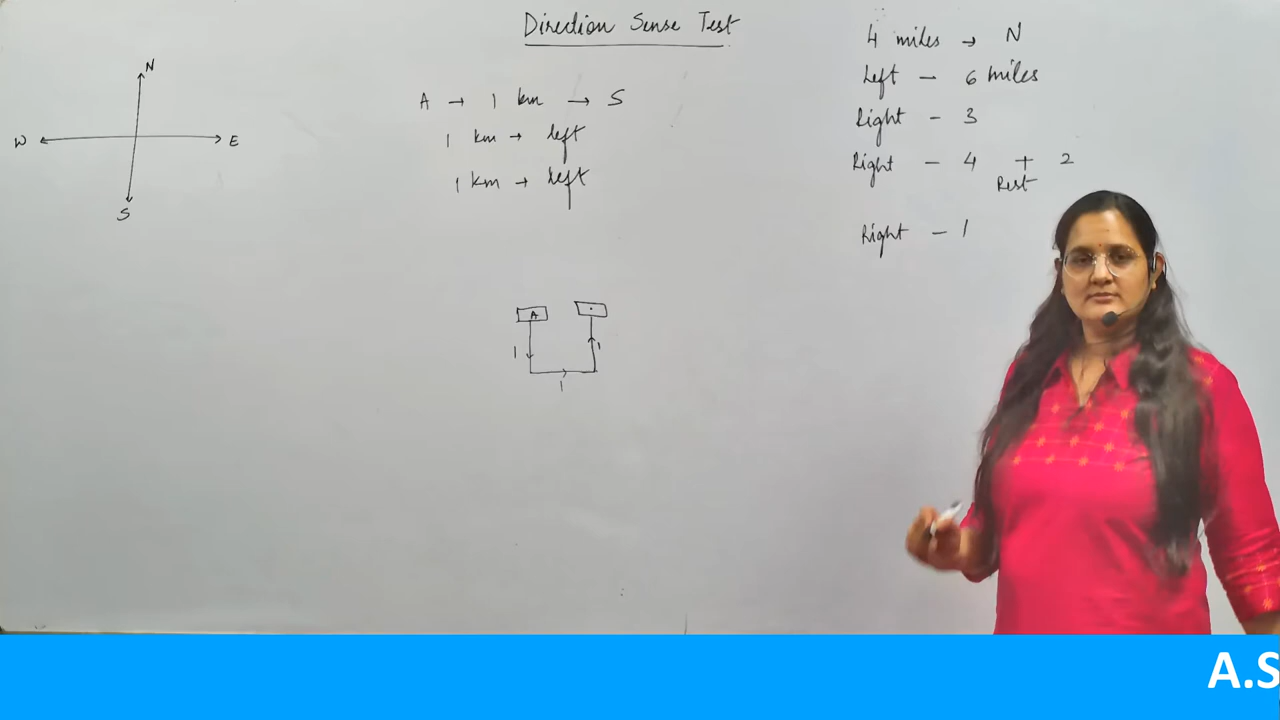 Direction Sense Test
N
W
E
S
A → 1 km → S
1 km → left
1 km → left
A
1
1
1
4 miles → N
Left - 6 miles
Right - 3
Right - 4 + 2
Rest
Right - 1
A.S